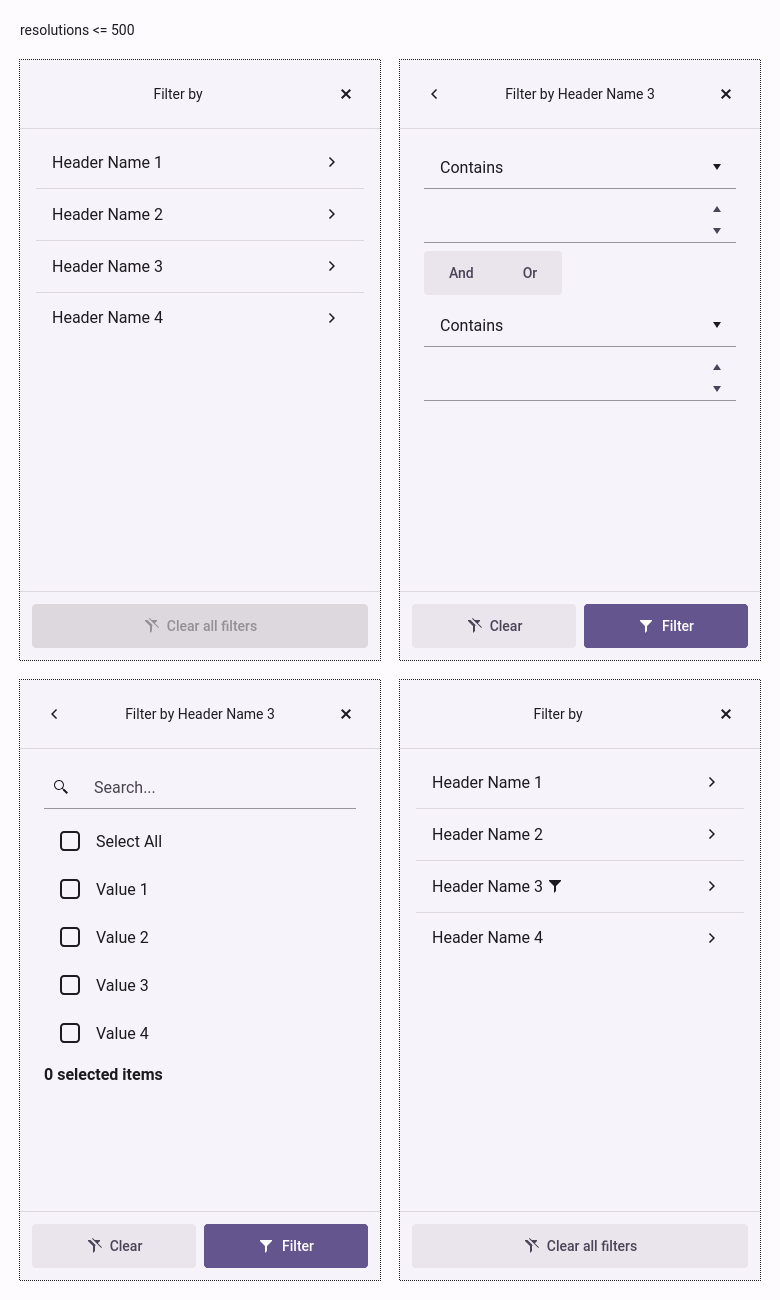 resolutions <= 500
Filter by
Header Name 1
Header Name 2
Header Name 3
Header Name 4
Clear all filters
Filter by Header Name 3
Contains
And Or
Contains
Clear Filter
Filter by Header Name 3
Search...
Select All
Value 1
Value 2
Value 3
Value 4
0 selected items
Clear Filter
Filter by
Header Name 1
Header Name 2
Header Name 3
Header Name 4
Clear all filters